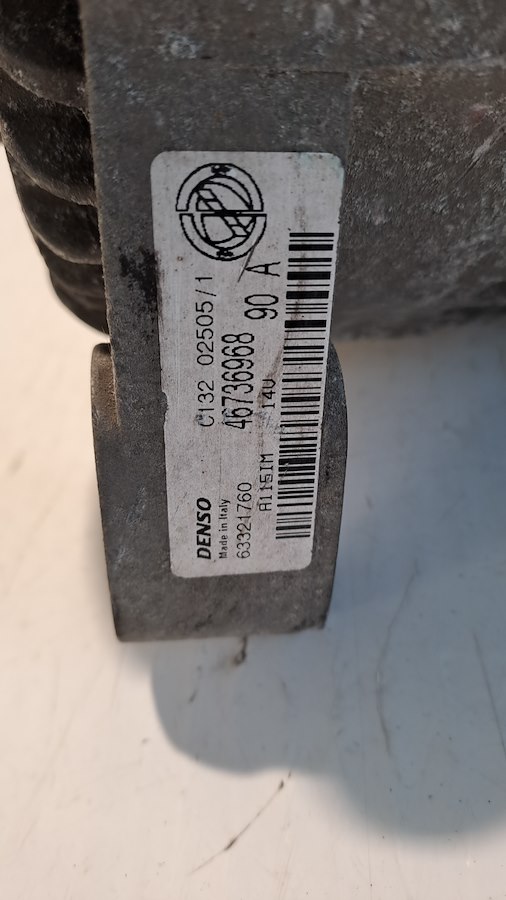 DENSO C132 02505/1
Made in Italy
63321760 46736968
A115IM 14V 90 A